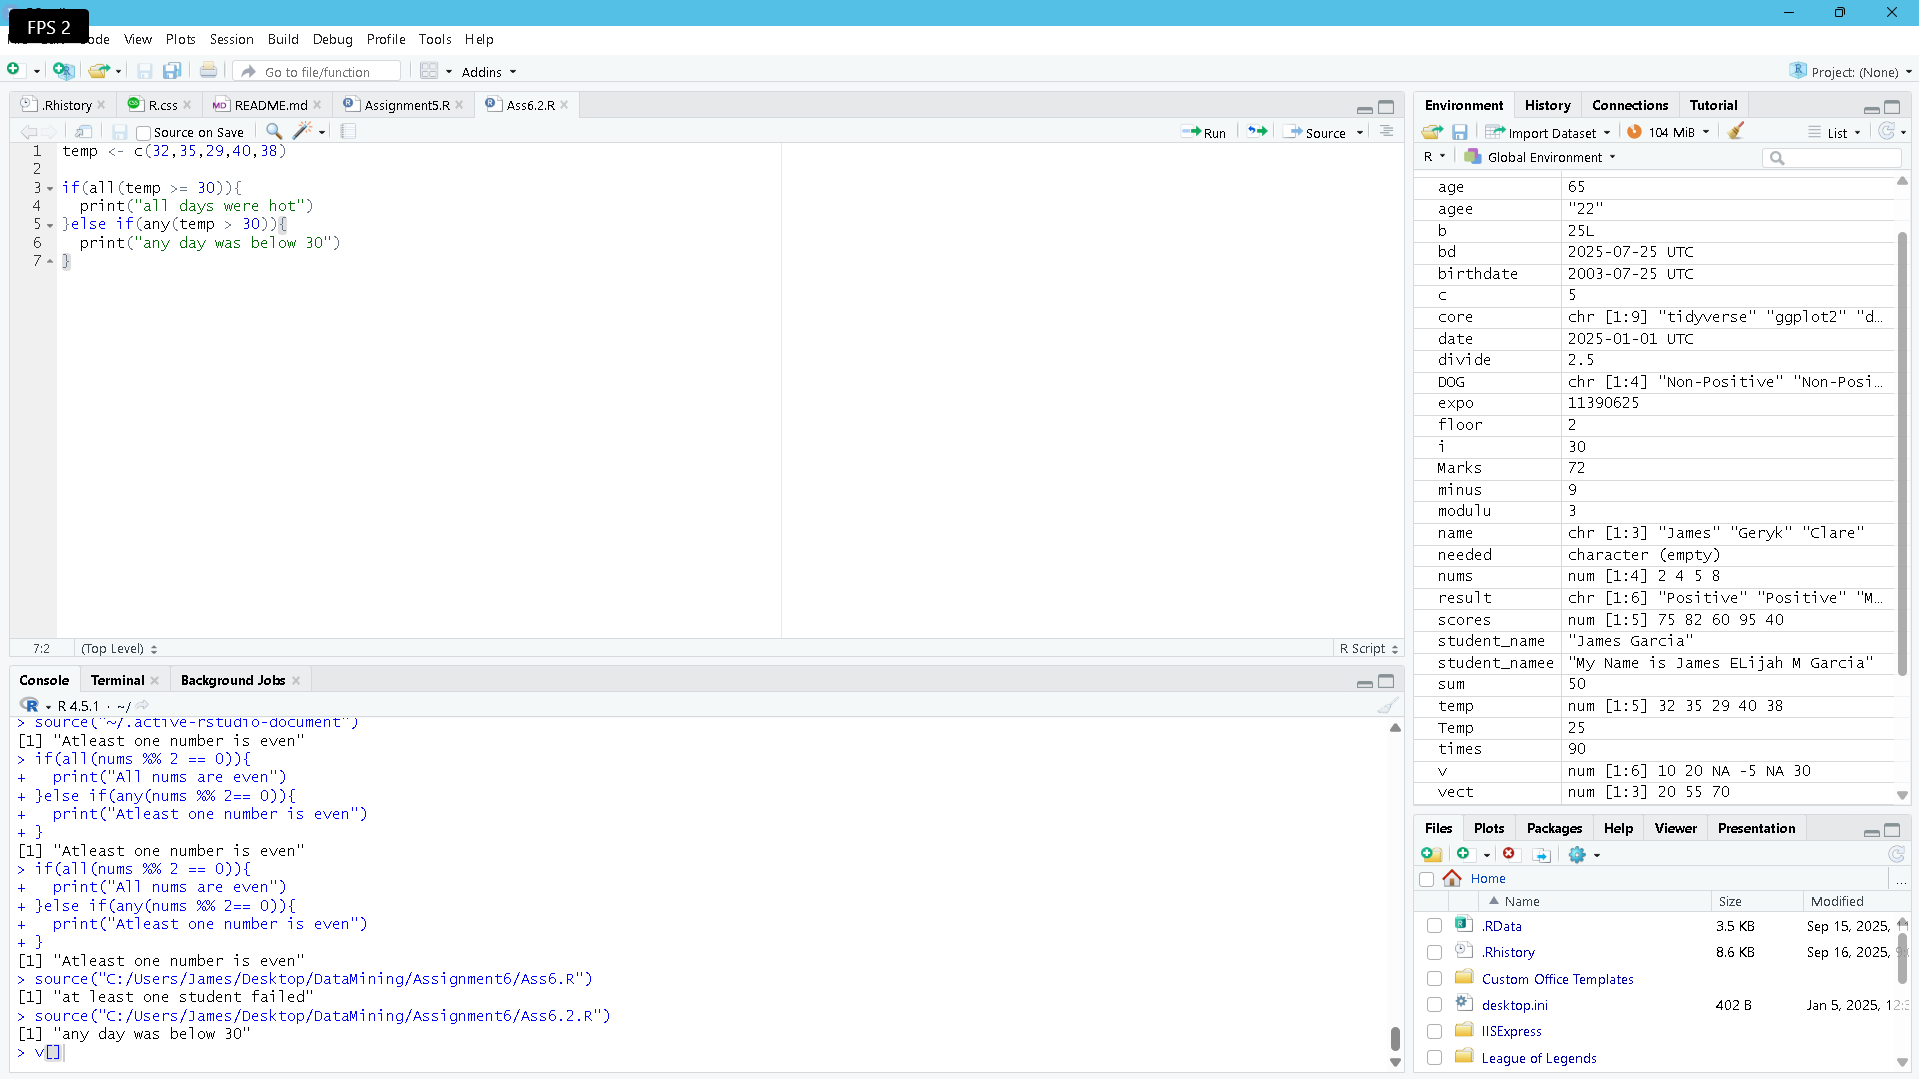 FPS 2
View Plots Session Build Debug Profile Tools Help
Go to file/function
Addins
Project: (None)
.Rhistory
R.css
README.md
Assignment5.R
Ass6.2.R
Source on Save
Run
Source
1 temp <- c(32,35,29,40,38)
2
3 if(all(temp >= 30)){
4 print("all days were hot")
5 }else if(any(temp > 30)){
6 print("any day was below 30")
7 }
7:2 (Top Level)
R Script
Console Terminal Background Jobs
R 4.5.1 · ~/
> source("~/.active-rstudio-document")
[1] "Atleast one number is even"
> if(all(nums %% 2 == 0)){
+ print("All nums are even")
+ }else if(any(nums %% 2== 0)){
+ print("Atleast one number is even")
+ }
[1] "Atleast one number is even"
> if(all(nums %% 2 == 0)){
+ print("All nums are even")
+ }else if(any(nums %% 2== 0)){
+ print("Atleast one number is even")
+ }
[1] "Atleast one number is even"
> source("C:/Users/James/Desktop/DataMining/Assignment6/Ass6.R")
[1] "at least one student failed"
> source("C:/Users/James/Desktop/DataMining/Assignment6/Ass6.2.R")
[1] "any day was below 30"
> v[]
Environment History Connections Tutorial
Import Dataset 104 MiB List
R Global Environment
age 65
agee "22"
b 25L
bd 2025-07-25 UTC
birthdate 2003-07-25 UTC
c 5
core chr [1:9] "tidyverse" "ggplot2" "d…
date 2025-01-01 UTC
divide 2.5
DOG chr [1:4] "Non-Positive" "Non-Posi…
expo 11390625
floor 2
i 30
Marks 72
minus 9
modulu 3
name chr [1:3] "James" "Geryk" "Clare"
needed character (empty)
nums num [1:4] 2 4 5 8
result chr [1:6] "Positive" "Positive" "M…
scores num [1:5] 75 82 60 95 40
student_name "James Garcia"
student_namee "My Name is James ELijah M Garcia"
sum 50
temp num [1:5] 32 35 29 40 38
Temp 25
times 90
v num [1:6] 10 20 NA -5 NA 30
vect num [1:3] 20 55 70
Files Plots Packages Help Viewer Presentation
Home ...
Name Size Modified
.RData 3.5 KB Sep 15, 2025,
.Rhistory 8.6 KB Sep 16, 2025,
Custom Office Templates
desktop.ini 402 B Jan 5, 2025, 12:
IISExpress
League of Legends